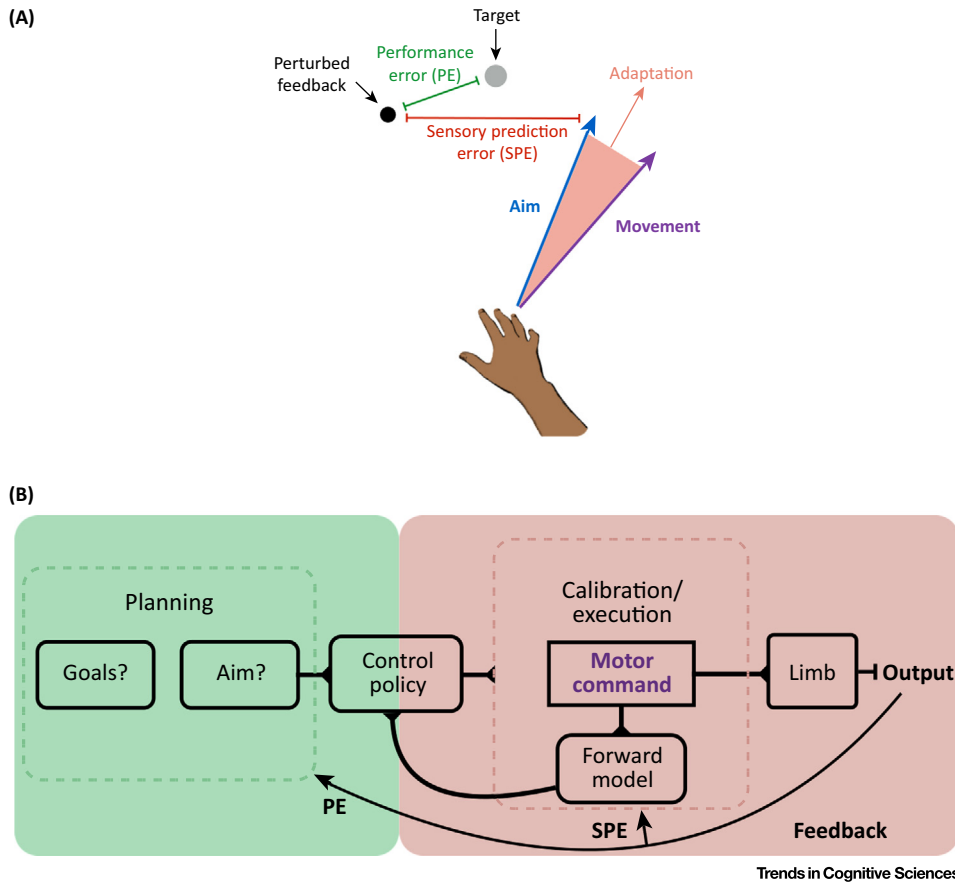 (A)
Target
Performance
error (PE)
Perturbed
feedback
Adaptation
Sensory prediction
error (SPE)
Aim
Movement
(B)
Planning
Calibration/
execution
Goals?
Aim?
Control
policy
Motor
command
Limb
Output
Forward
model
PE
SPE
Feedback
Trends in Cognitive Sciences